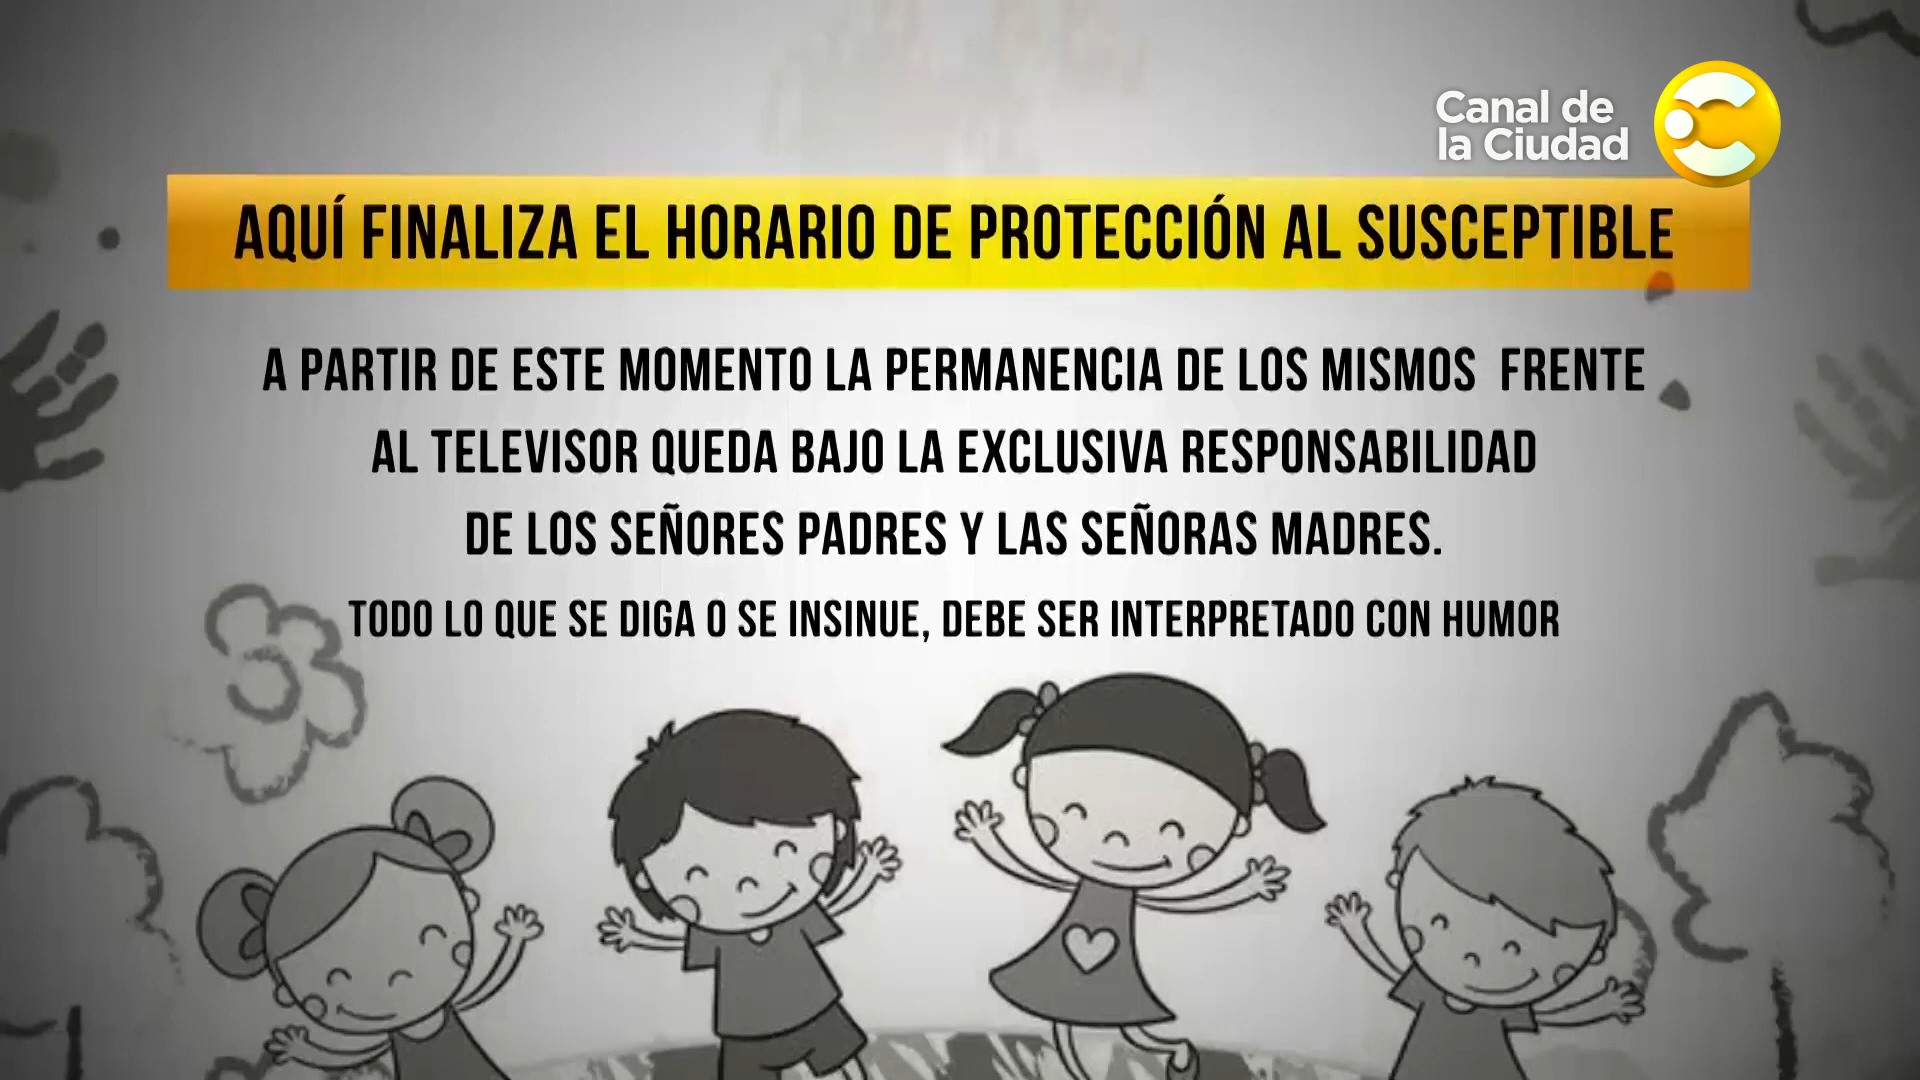 Canal de
la Ciudad
AQUÍ FINALIZA EL HORARIO DE PROTECCIÓN AL SUSCEPTIBLE
A PARTIR DE ESTE MOMENTO LA PERMANENCIA DE LOS MISMOS FRENTE
AL TELEVISOR QUEDA BAJO LA EXCLUSIVA RESPONSABILIDAD
DE LOS SEÑORES PADRES Y LAS SEÑORAS MADRES.
TODO LO QUE SE DIGA O SE INSINUE, DEBE SER INTERPRETADO CON HUMOR